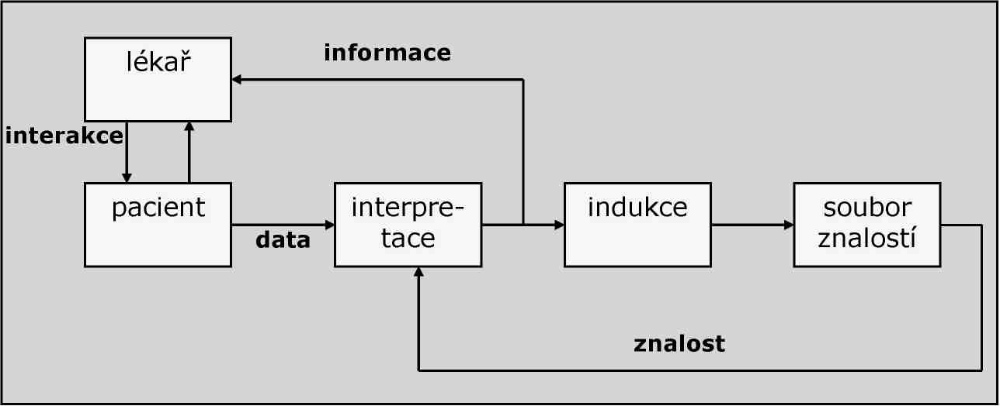 lékař
informace
interakce
pacient
data
interpre-
tace
indukce
soubor
znalostí
znalost